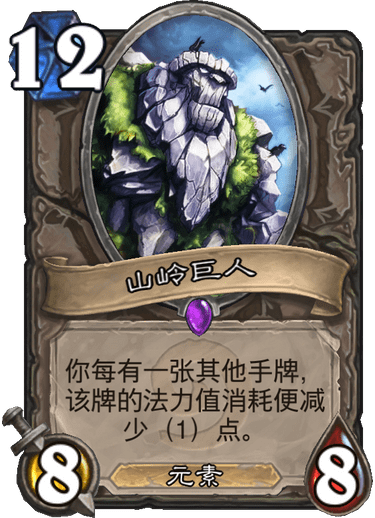 12
山岭巨人
你每有一张其他手牌,
该牌的法力值消耗便减
少（1）点。
8
元素
8